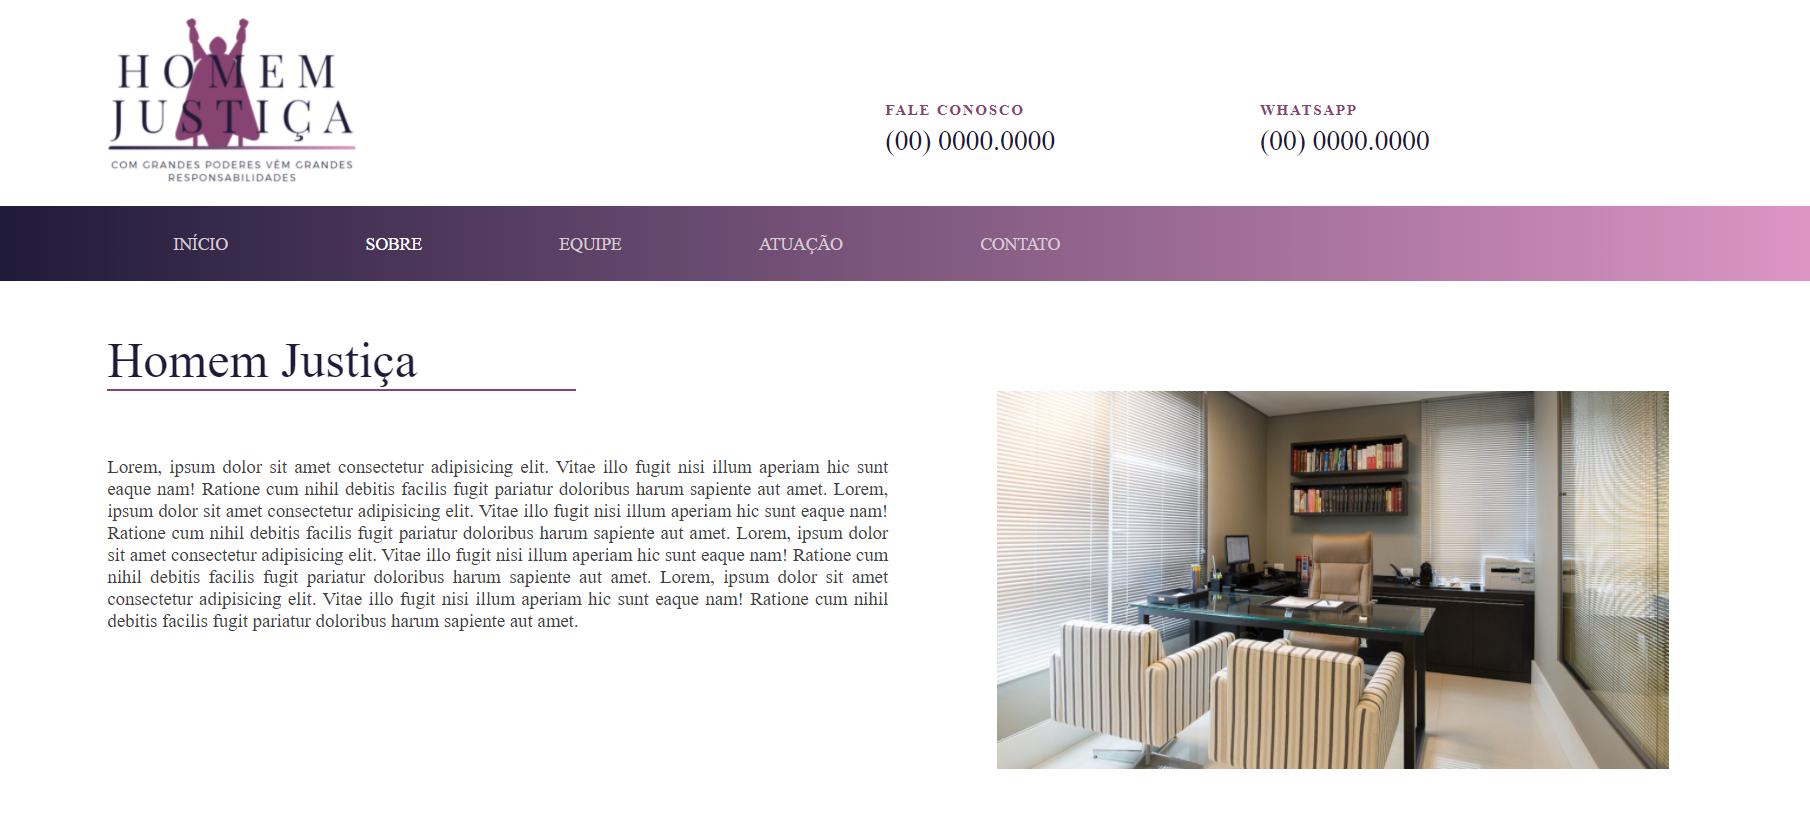 HOMEM
JUSTIÇA
COM GRANDES PODERES VÊM GRANDES
RESPONSABILIDADES
FALE CONOSCO
(00) 0000.0000
WHATSAPP
(00) 0000.0000
INÍCIO
SOBRE
EQUIPE
ATUAÇÃO
CONTATO
Homem Justiça
Lorem, ipsum dolor sit amet consectetur adipisicing elit. Vitae illo fugit nisi illum aperiam hic sunt
eaque nam! Ratione cum nihil debitis facilis fugit pariatur doloribus harum sapiente aut amet. Lorem,
ipsum dolor sit amet consectetur adipisicing elit. Vitae illo fugit nisi illum aperiam hic sunt eaque nam!
Ratione cum nihil debitis facilis fugit pariatur doloribus harum sapiente aut amet. Lorem, ipsum dolor
sit amet consectetur adipisicing elit. Vitae illo fugit nisi illum aperiam hic sunt eaque nam! Ratione cum
nihil debitis facilis fugit pariatur doloribus harum sapiente aut amet. Lorem, ipsum dolor sit amet
consectetur adipisicing elit. Vitae illo fugit nisi illum aperiam hic sunt eaque nam! Ratione cum nihil
debitis facilis fugit pariatur doloribus harum sapiente aut amet.